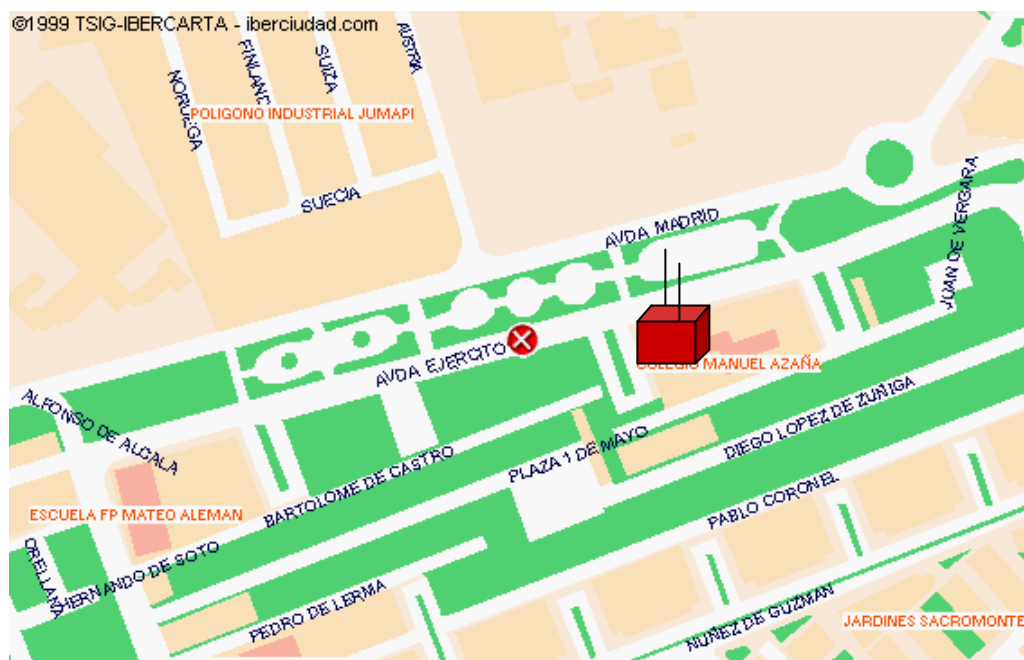 ©1999 TSIG-IBERCARTA - iberciudad.com
NORUEGA
FINLAND
SUIZA
AUSTRIA
POLIGONO INDUSTRIAL JUMAPI
SUECIA
AVDA MADRID
JUAN DE VERGARA
AVDA EJERCITO
COLEGIO MANUEL AZAÑA
ALFONSO DE ALCALA
DIEGO LOPEZ DE ZUÑIGA
PLAZA 1 DE MAYO
BARTOLOME DE CASTRO
PABLO CORONEL
ESCUELA FP MATEO ALEMAN
ORELLANA
HERNANDO DE SOTO
PEDRO DE LERMA
NUÑEZ DE GUZMAN
JARDINES SACROMONTE